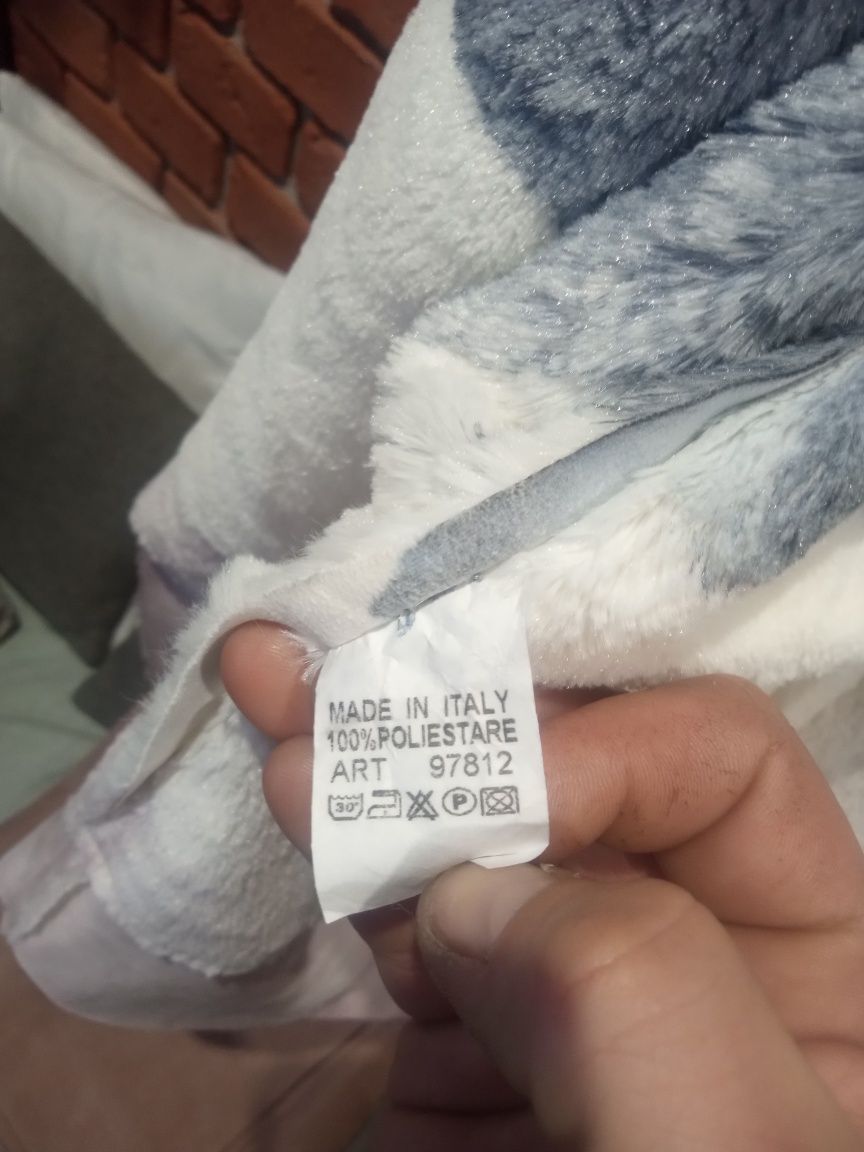 MADE IN ITALY
100%POLIESTARE
ART 97812
30° P